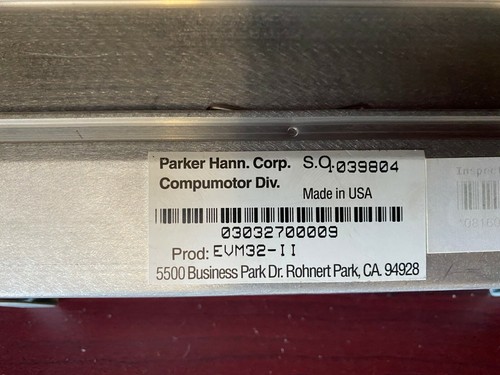 Parker Hann. Corp. S.O. 039804
Compumotor Div.
Made in USA
03032700009
Prod: EVM32-II
5500 Business Park Dr. Rohnert Park, CA. 94928